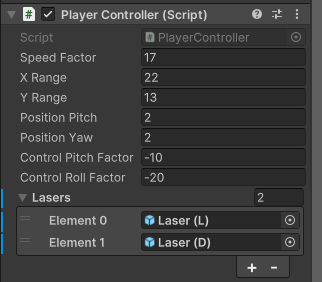 Player Controller (Script)
Script PlayerController
Speed Factor 17
X Range 22
Y Range 13
Position Pitch 2
Position Yaw 2
Control Pitch Factor -10
Control Roll Factor -20
Lasers 2
Element 0 Laser (L)
Element 1 Laser (D)
+ -